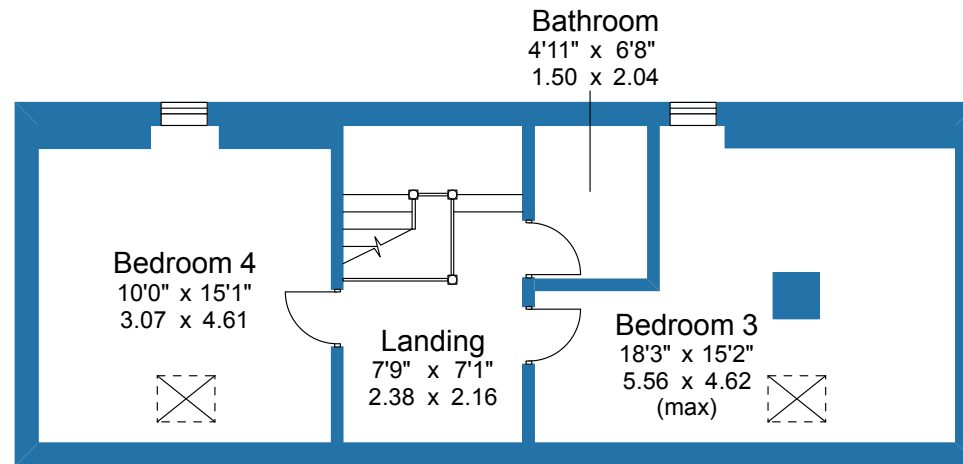 Bathroom
4'11" x 6'8"
1.50 x 2.04
Bedroom 4
10'0" x 15'1"
3.07 x 4.61
Landing
7'9" x 7'1"
2.38 x 2.16
Bedroom 3
18'3" x 15'2"
5.56 x 4.62
(max)